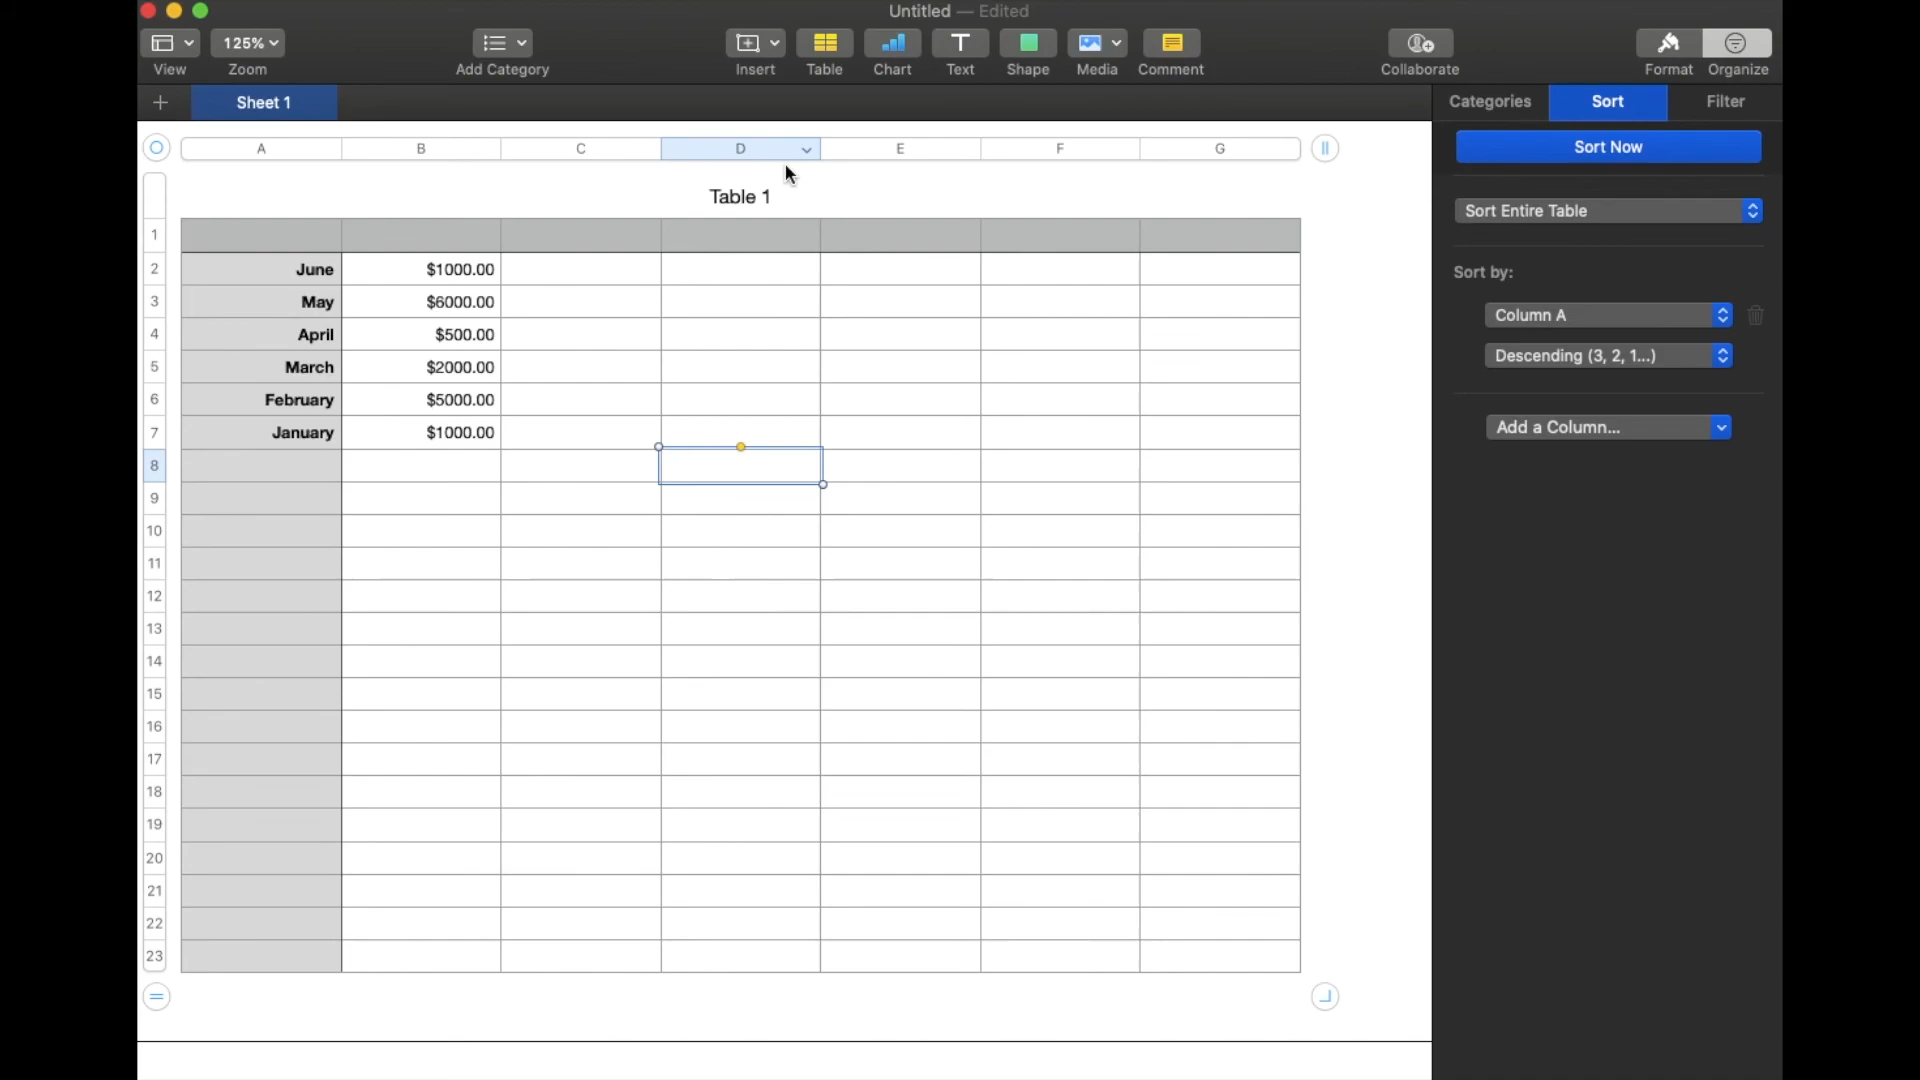 Untitled — Edited
125%
View
Zoom
Add Category
Insert
Table
Chart
Text
Shape
Media
Comment
Collaborate
Format
Organize
Sheet 1
Categories
Sort
Filter
Sort Now
A B C D E F G
Table 1
Sort Entire Table
1
Sort by:
2 June $1000.00
3 May $6000.00
Column A
4 April $500.00
Descending (3, 2, 1...)
5 March $2000.00
6 February $5000.00
7 January $1000.00
Add a Column...
8
9
10
11
12
13
14
15
16
17
18
19
20
21
22
23